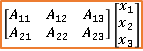 [A₁₁ A₁₂ A₁₃] [x₁]
[A₂₁ A₂₂ A₂₃] [x₂]
[x₃]